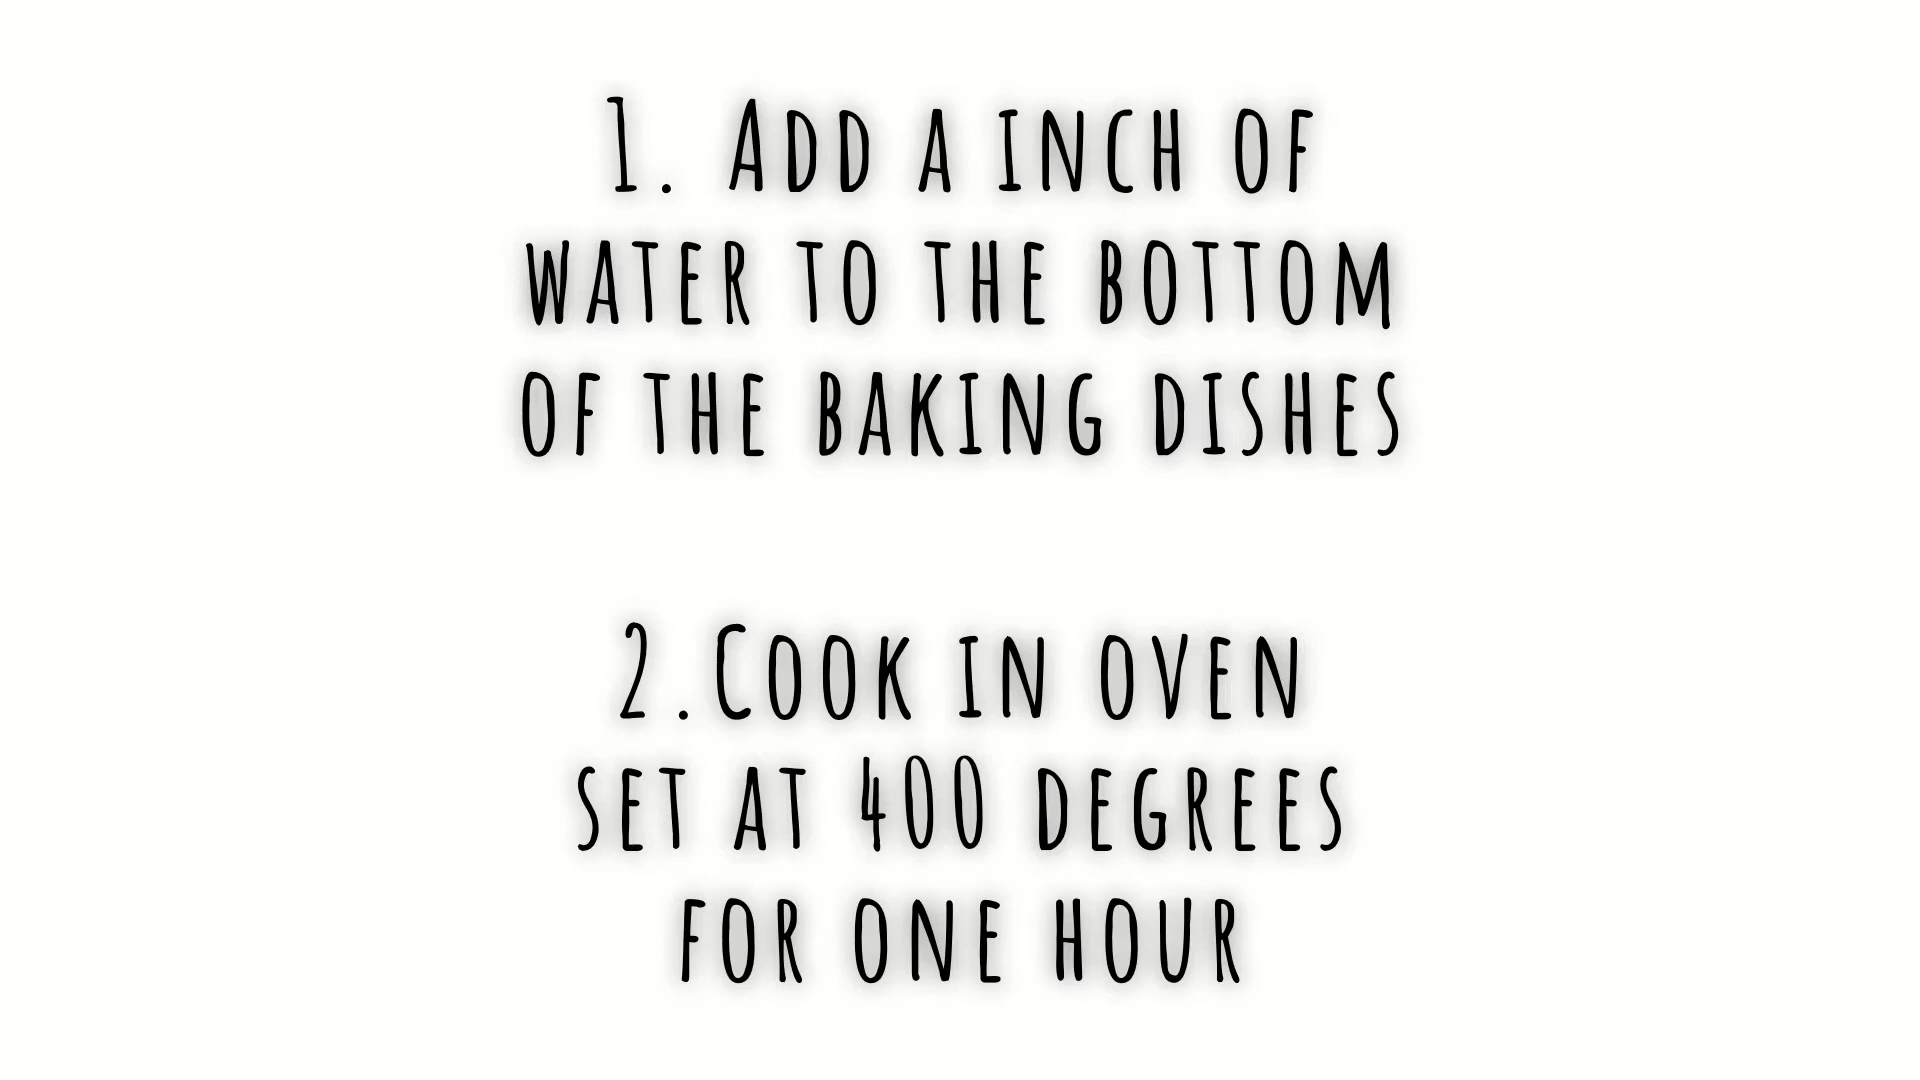 1. Add a inch of
water to the bottom
of the baking dishes
2.Cook in oven
set at 400 degrees
for one hour